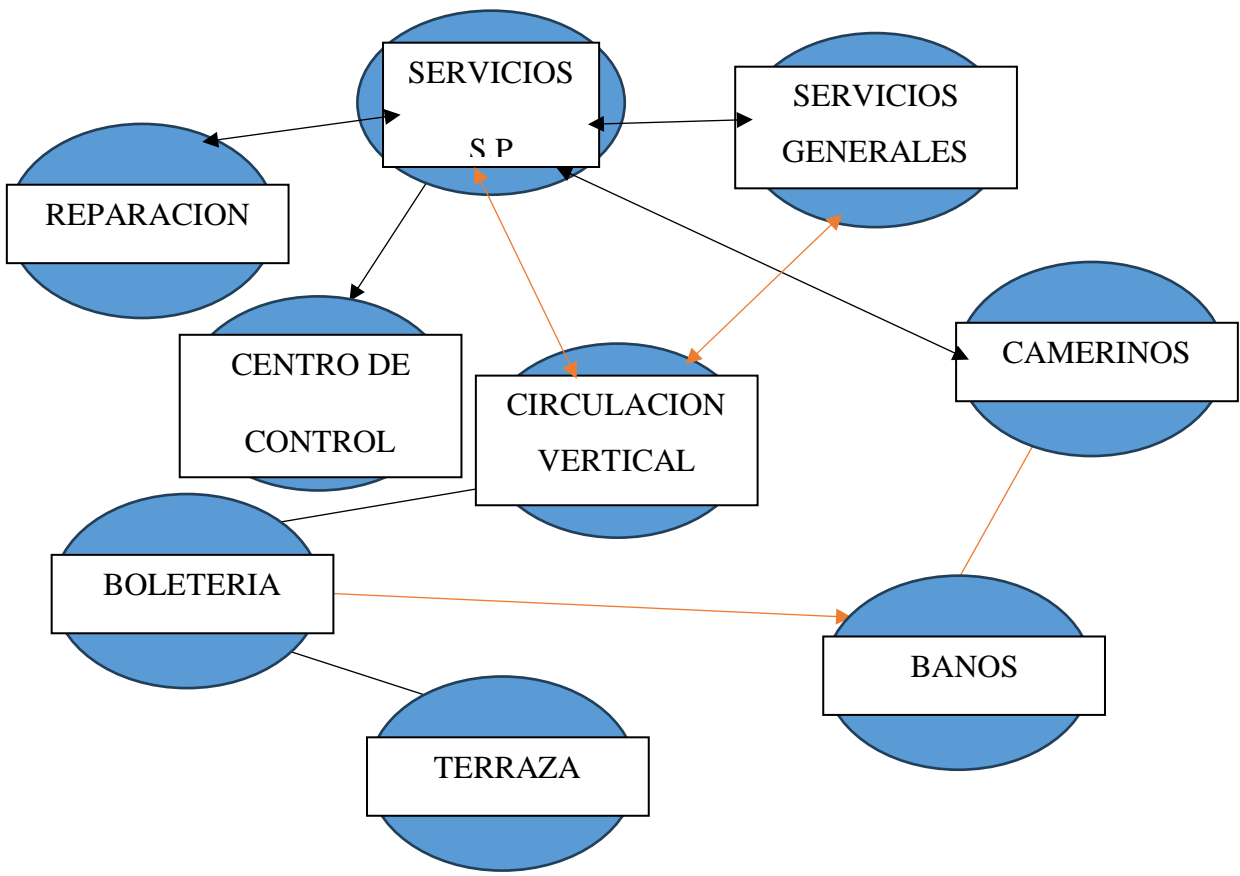 SERVICIOS
S P
SERVICIOS
GENERALES
REPARACION
CENTRO DE
CONTROL
CIRCULACION
VERTICAL
CAMERINOS
BOLETERIA
BANOS
TERRAZA